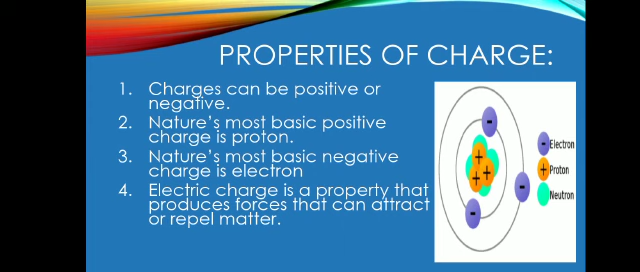 PROPERTIES OF CHARGE:
1. Charges can be positive or
negative.
2. Nature's most basic positive
charge is proton.
3. Nature's most basic negative
charge is electron
4. Electric charge is a property that
produces forces that can attract
or repel matter.
-
+
+ +
-
-
- Electron
+ Proton
Neutron